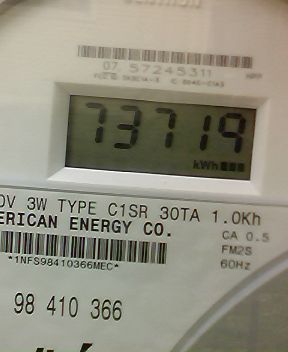 07 57245311
73719
kWh
0V 3W TYPE C1SR 30TA 1.0Kh
ERICAN ENERGY CO.
CA 0.5
FM2S
*1NFS98410366MEC*
60Hz
98 410 366